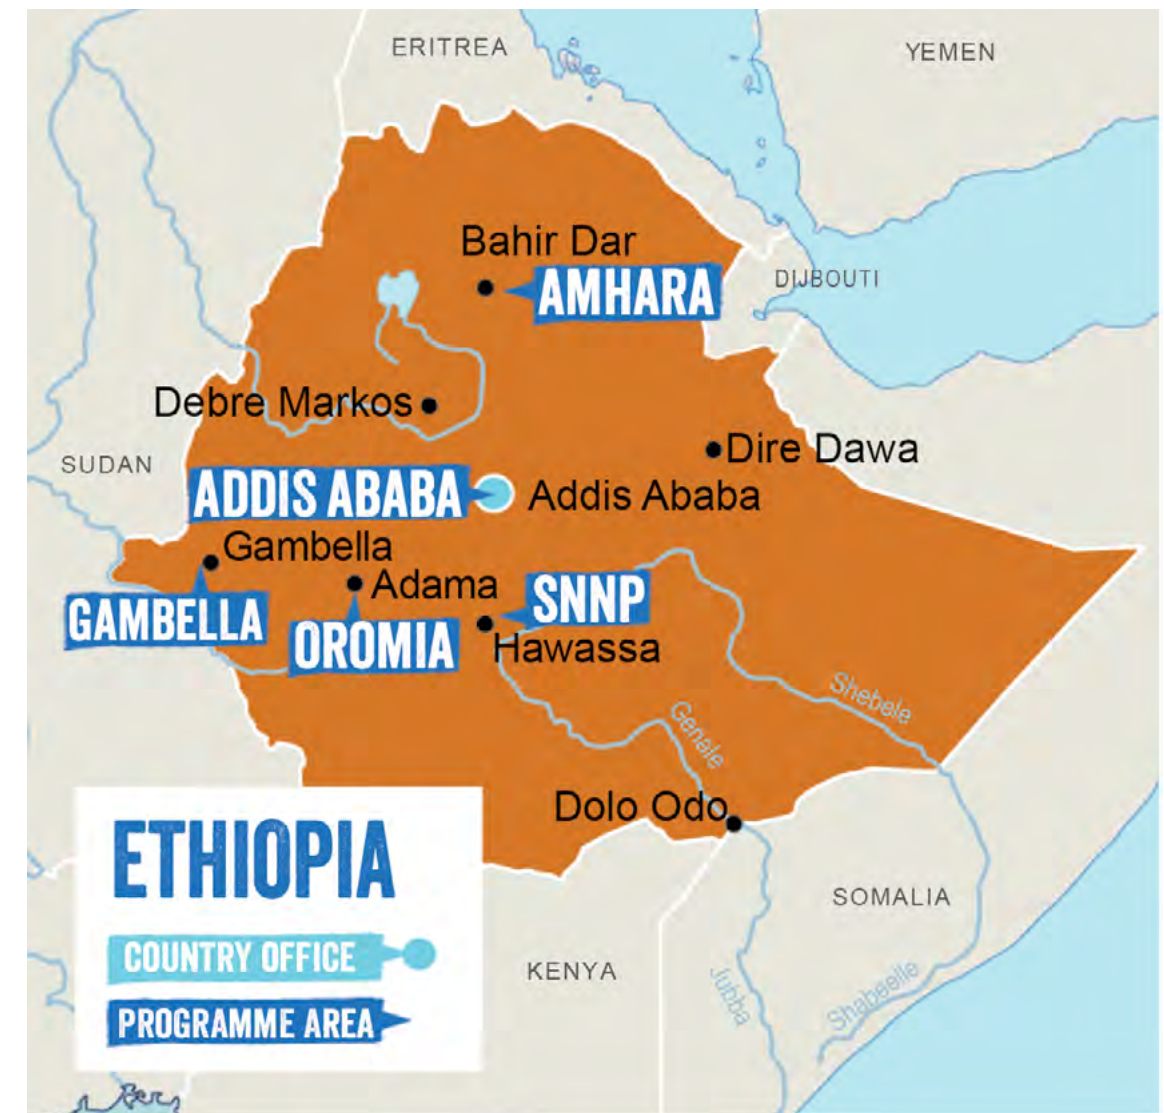 ERITREA
YEMEN
Bahir Dar
AMHARA
DIJBOUTI
Debre Markos
Dire Dawa
SUDAN
ADDIS ABABA
Addis Ababa
Gambella
GAMBELLA
Adama
OROMIA
SNNP
Hawassa
Shebele
Genale
Dolo Odo
ETHIOPIA
COUNTRY OFFICE
PROGRAMME AREA
SOMALIA
KENYA
Jubba
Shabeelle